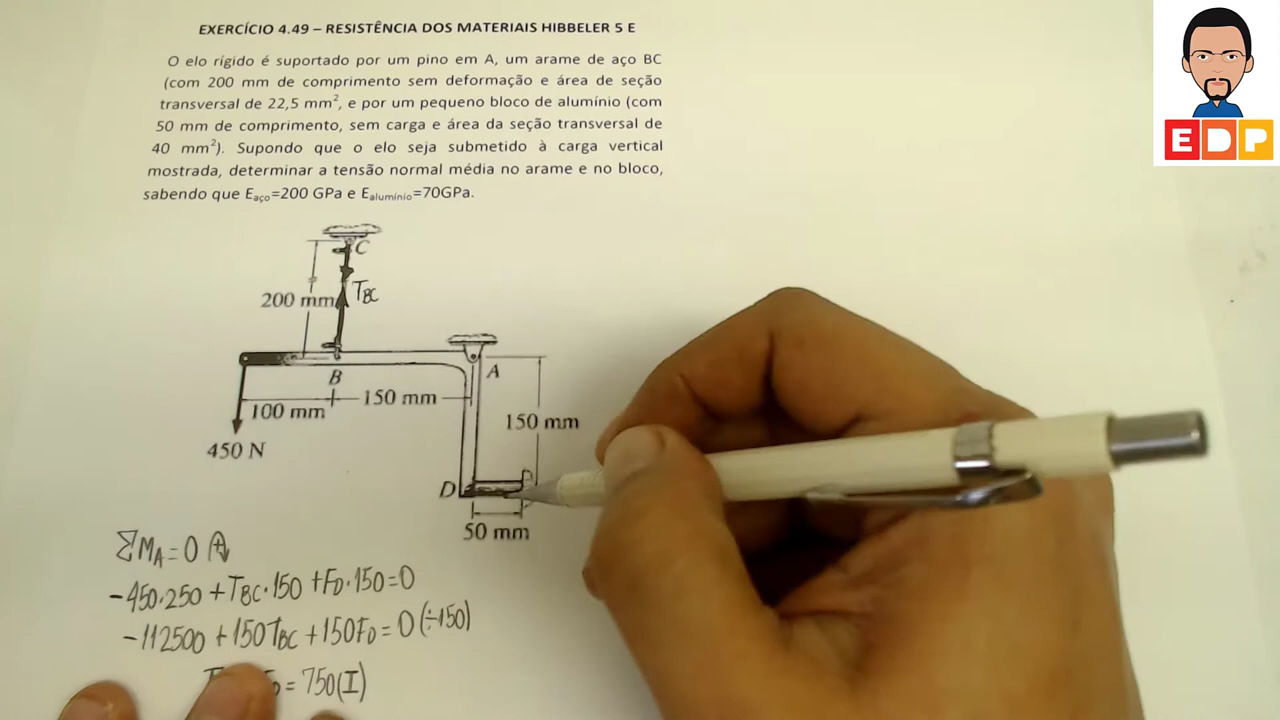 EXERCÍCIO 4.49 – RESISTÊNCIA DOS MATERIAIS HIBBELER 5 E
O elo rígido é suportado por um pino em A, um arame de aço BC
(com 200 mm de comprimento sem deformação e área de seção
transversal de 22,5 mm², e por um pequeno bloco de alumínio (com
50 mm de comprimento, sem carga e área da seção transversal de
40 mm²). Supondo que o elo seja submetido à carga vertical
mostrada, determinar a tensão normal média no arame e no bloco,
sabendo que Eaço=200 GPa e Ealumínio=70GPa.
EDP
C
200 mm
TBC
B
A
100 mm
150 mm
150 mm
450 N
D
50 mm
ΣMA=0
-450.250 +TBC.150 +FD.150=0
-112500 +150TBC +150FD=0 (÷150)
= 750(I)